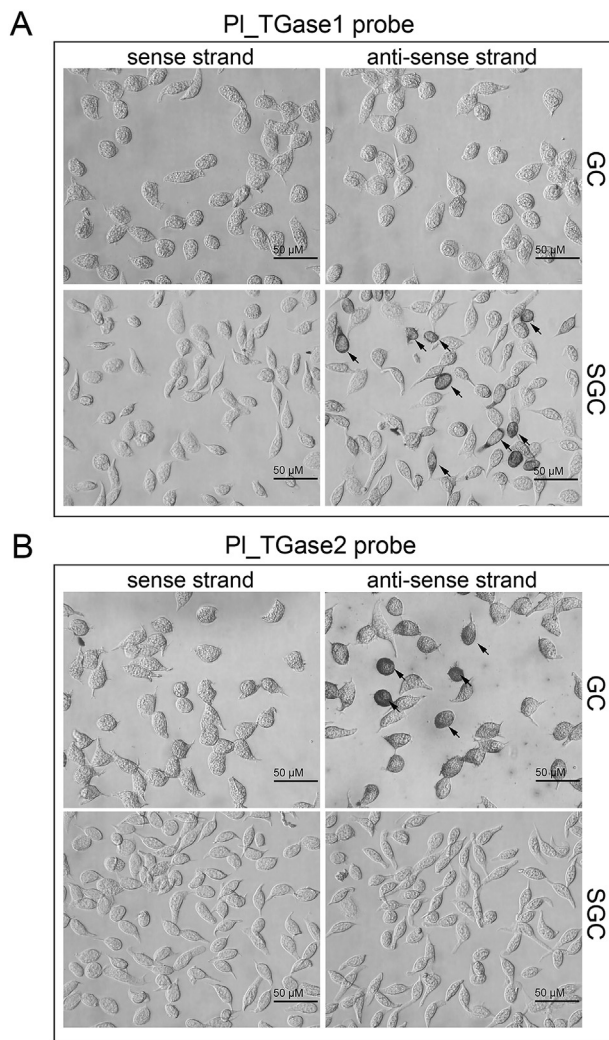 A
Pl_TGase1 probe
sense strand
anti-sense strand
GC
50 µM
50 µM
SGC
50 µM
50 µM
B
Pl_TGase2 probe
sense strand
anti-sense strand
GC
50 µM
50 µM
SGC
50 µM
50 µM